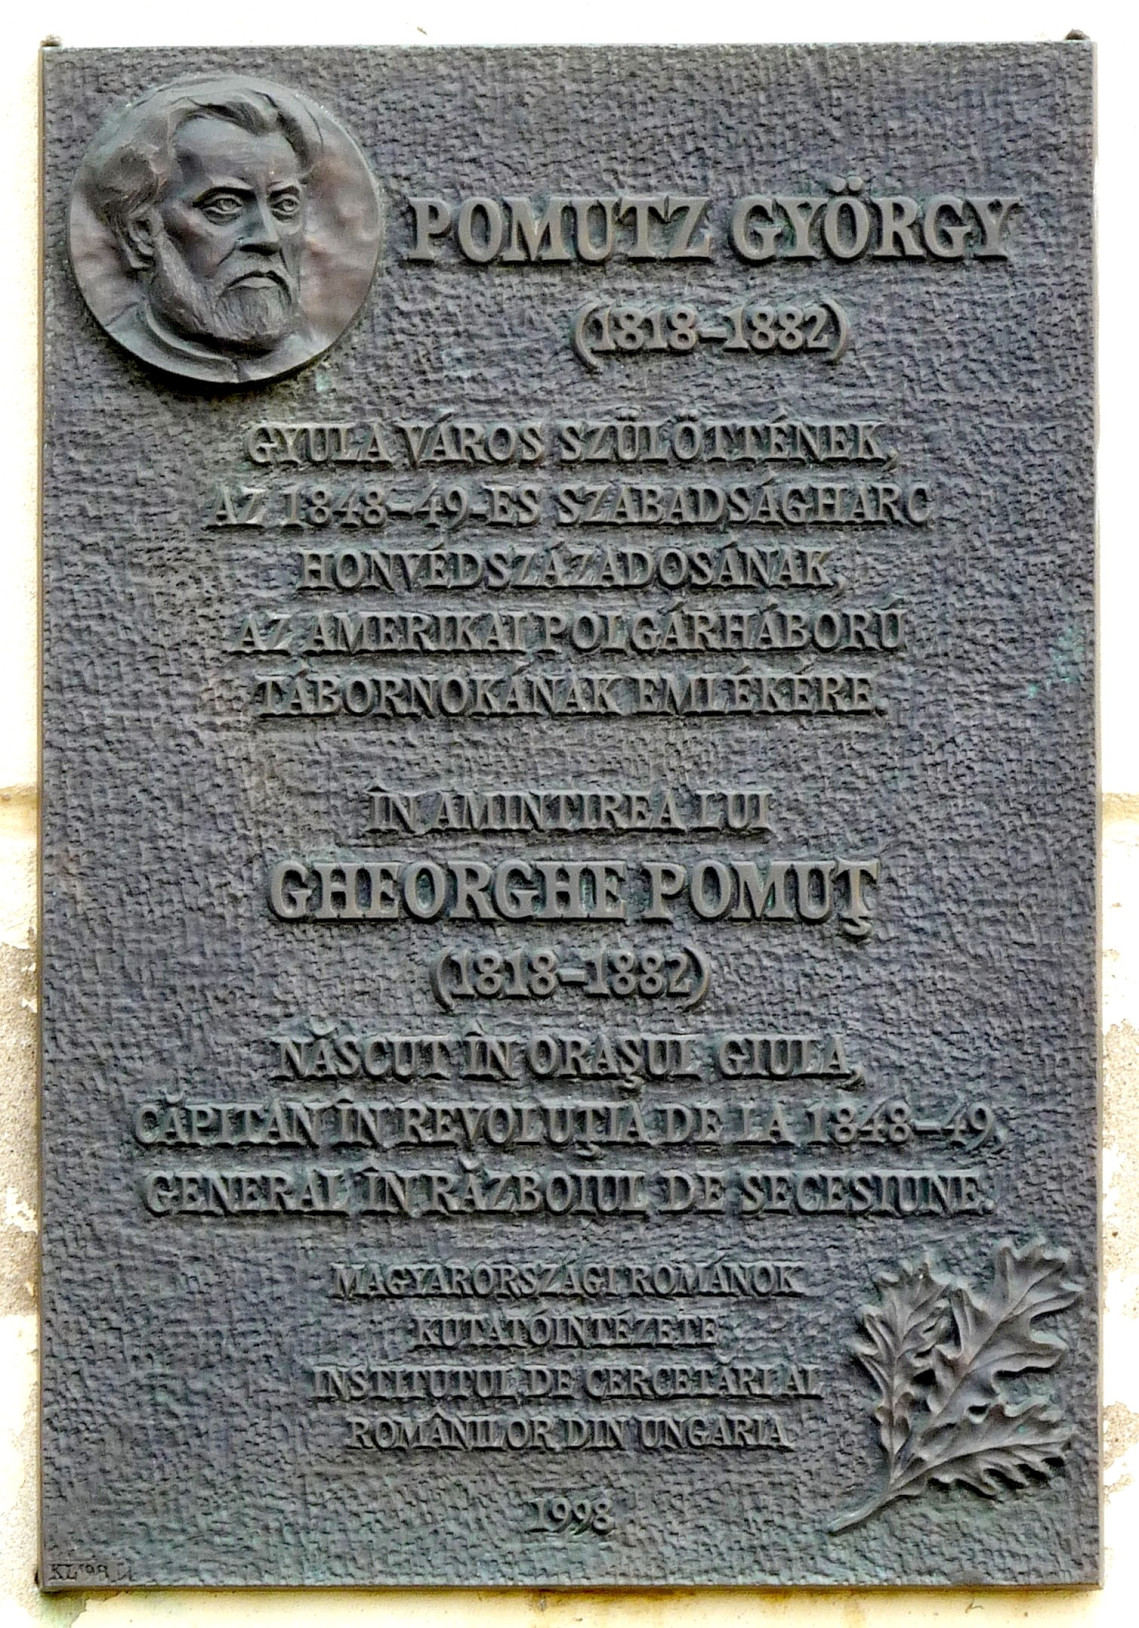 POMUTZ GYÖRGY
(1818–1882)
GYULA VÁROS SZÜLÖTTÉNEK,
AZ 1848–49-ES SZABADSÁGHARC
HONVÉDSZÁZADOSÁNAK,
AZ AMERIKAI POLGÁRHÁBORÚ
TÁBORNOKÁNAK EMLÉKÉRE.
ÎN AMINTIREA LUI
GHEORGHE POMUŢ
(1818–1882)
NĂSCUT ÎN ORAŞUL GIULA,
CĂPITAN ÎN REVOLUŢIA DE LA 1848–49,
GENERAL ÎN RĂZBOIUL DE SECESIUNE.
MAGYARORSZÁGI ROMÁNOK
KUTATÓINTÉZETE
INSTITUTUL DE CERCETĂRI AL
ROMÂNILOR DIN UNGARIA
1998
KL'98